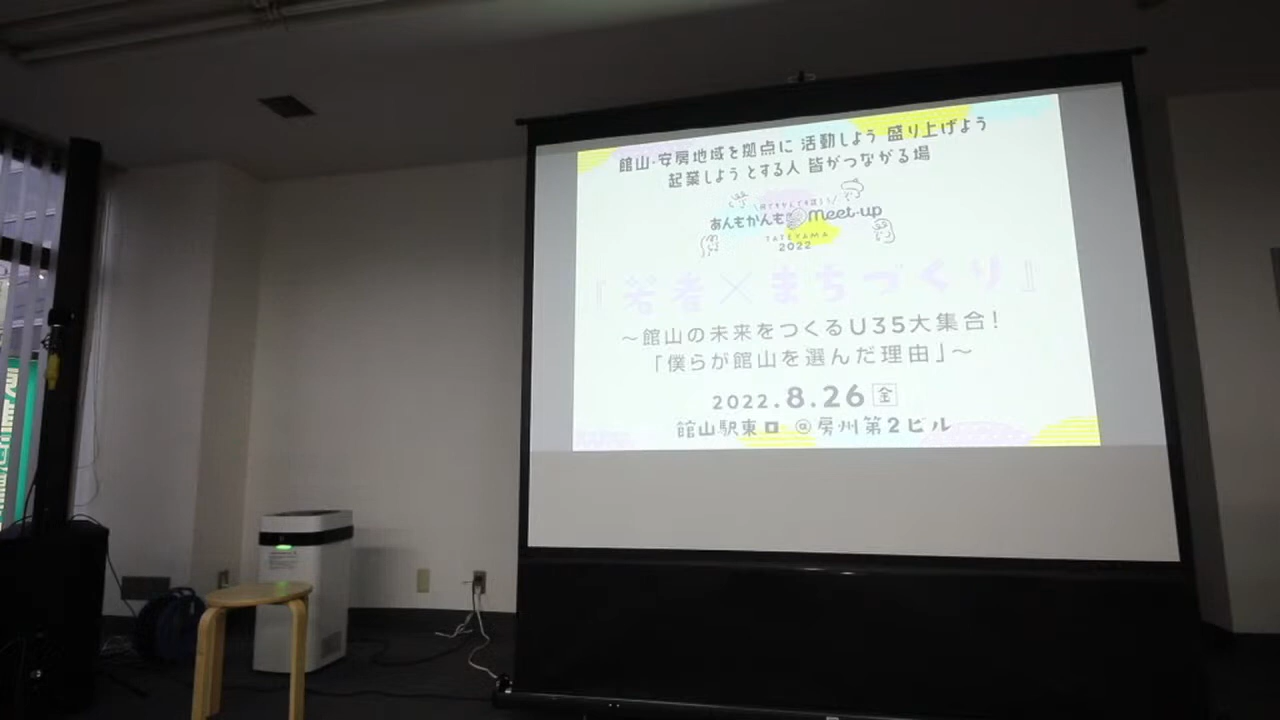 館山・安房地域を拠点に 活動しよう 盛り上げよう
起業しよう とする人 皆がつながる場
あんもかんも meet-up
TATEYAMA
2022
『若者×まちづくり』
～館山の未来をつくるU35大集合！
「僕らが館山を選んだ理由」～
2022.8.26 金
館山駅東口 @房州第2ビル